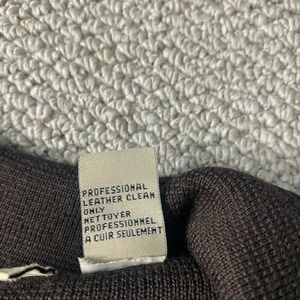 PROFESSIONAL
LEATHER CLEAN
ONLY
NETTOYER
PROFESSIONNEL
A CUIR SEULEMENT